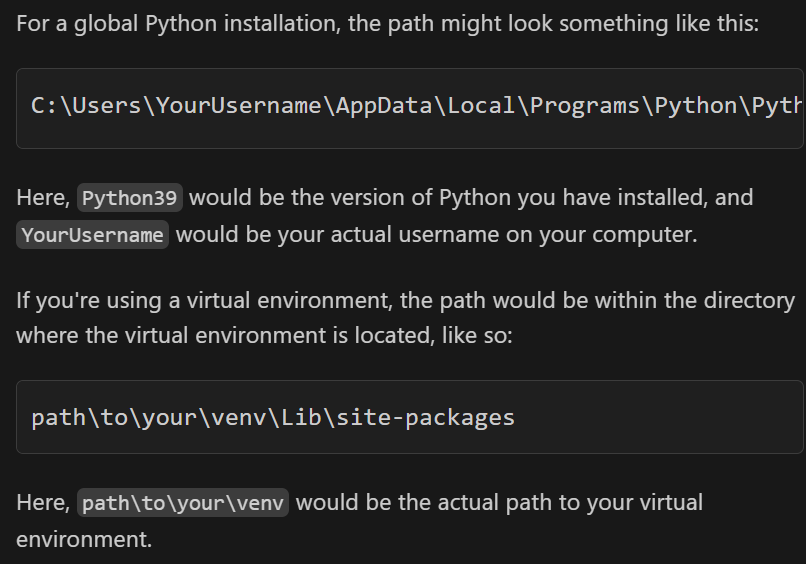 For a global Python installation, the path might look something like this:
C:\Users\YourUsername\AppData\Local\Programs\Python\Pyth
Here, Python39 would be the version of Python you have installed, and
YourUsername would be your actual username on your computer.
If you're using a virtual environment, the path would be within the directory
where the virtual environment is located, like so:
path\to\your\venv\Lib\site-packages
Here, path\to\your\venv would be the actual path to your virtual
environment.